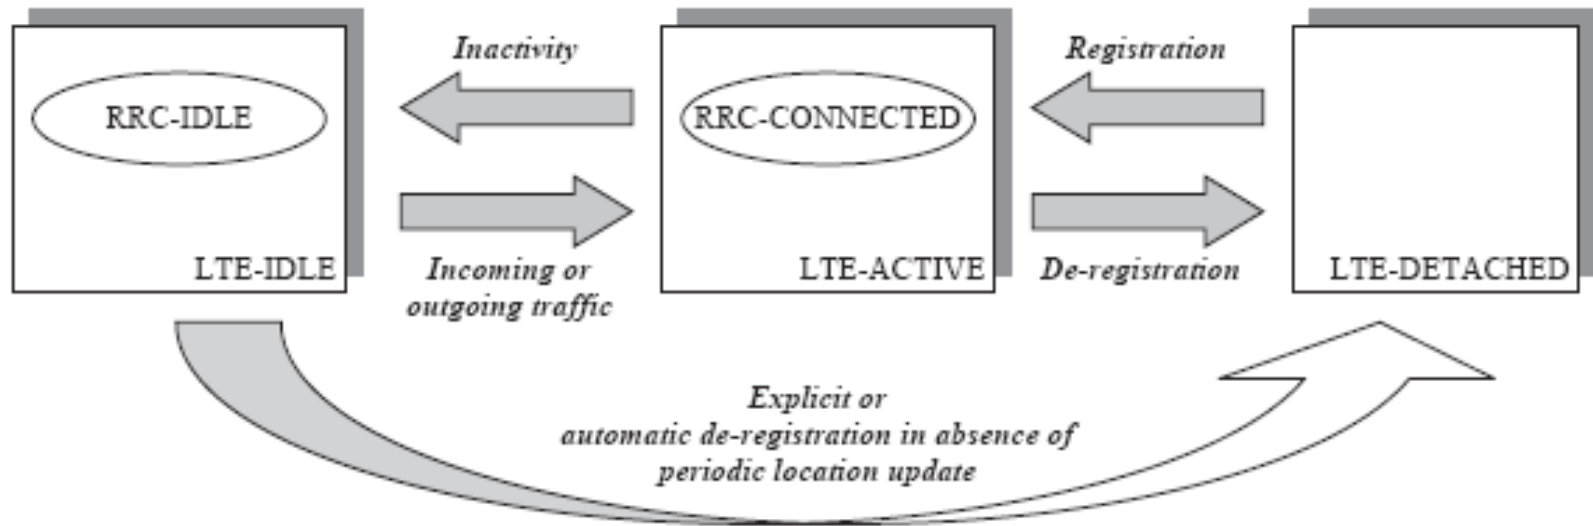 Inactivity
Registration
RRC-IDLE
RRC-CONNECTED
LTE-IDLE
Incoming or
outgoing traffic
LTE-ACTIVE
De-registration
LTE-DETACHED
Explicit or
automatic de-registration in absence of
periodic location update